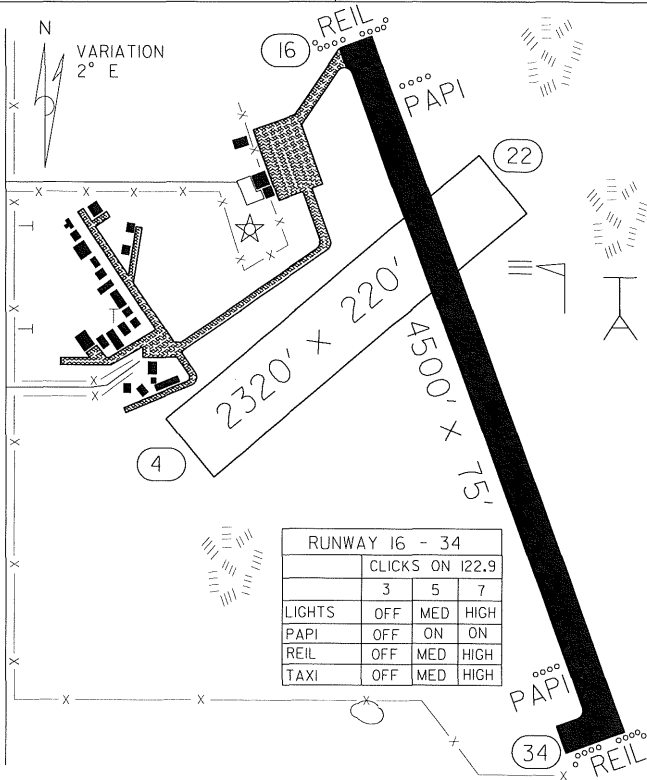 N
VARIATION
2° E
16
REIL
PAPI
22
2320' X 220'
4500' X 75'
4
RUNWAY 16 - 34
CLICKS ON 122.9
3 5 7
LIGHTS OFF MED HIGH
PAPI OFF ON ON
REIL OFF MED HIGH
TAXI OFF MED HIGH
PAPI
34
REIL